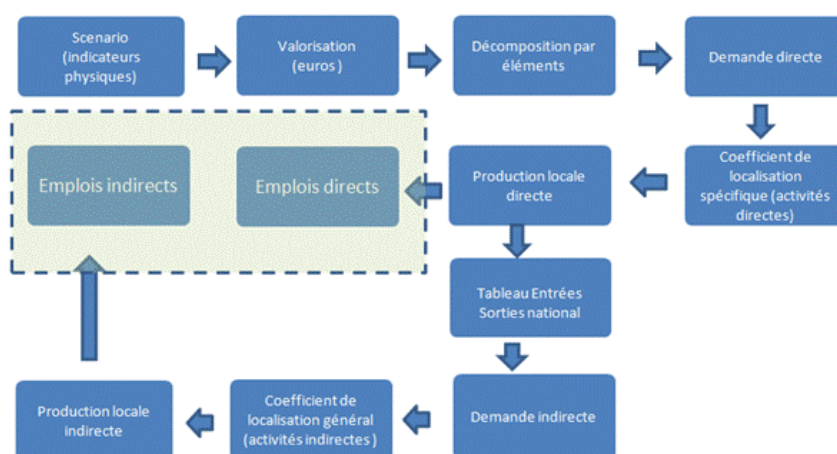 Scenario
(indicateurs
physiques)
Valorisation
(euros )
Décomposition par
éléments
Demande directe
Emplois indirects
Emplois directs
Production locale
directe
Coefficient de
localisation
spécifique (activités
directes)
Tableau Entrées
Sorties national
Production locale
indirecte
Coefficient de
localisation général
(activités indirectes )
Demande indirecte